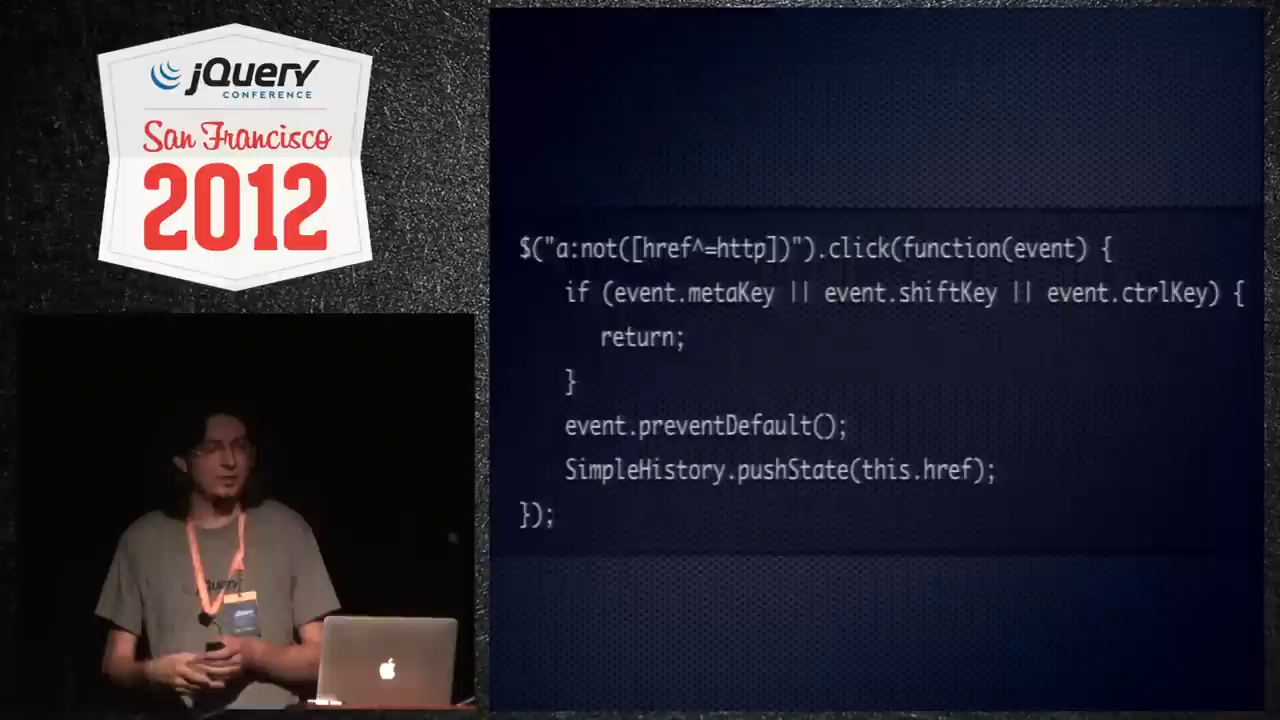 jQuery
CONFERENCE
San Francisco
2012
$("a:not([href^=http])").click(function(event) {
if (event.metaKey || event.shiftKey || event.ctrlKey) {
return;
}
event.preventDefault();
SimpleHistory.pushState(this.href);
});
jQuery